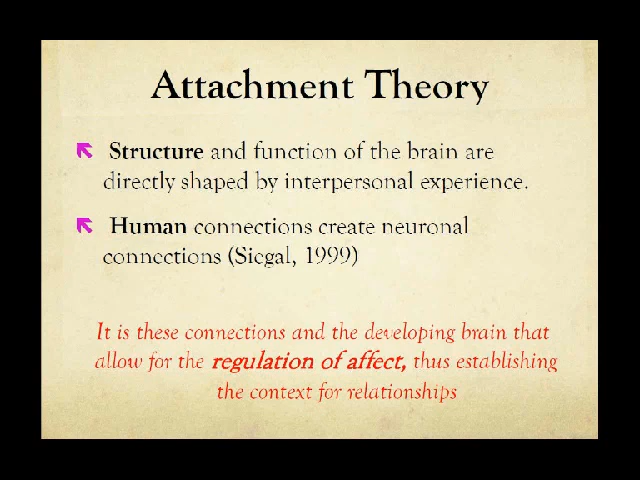 Attachment Theory
Structure and function of the brain are
directly shaped by interpersonal experience.
Human connections create neuronal
connections (Siegal, 1999)
It is these connections and the developing brain that
allow for the regulation of affect, thus establishing
the context for relationships